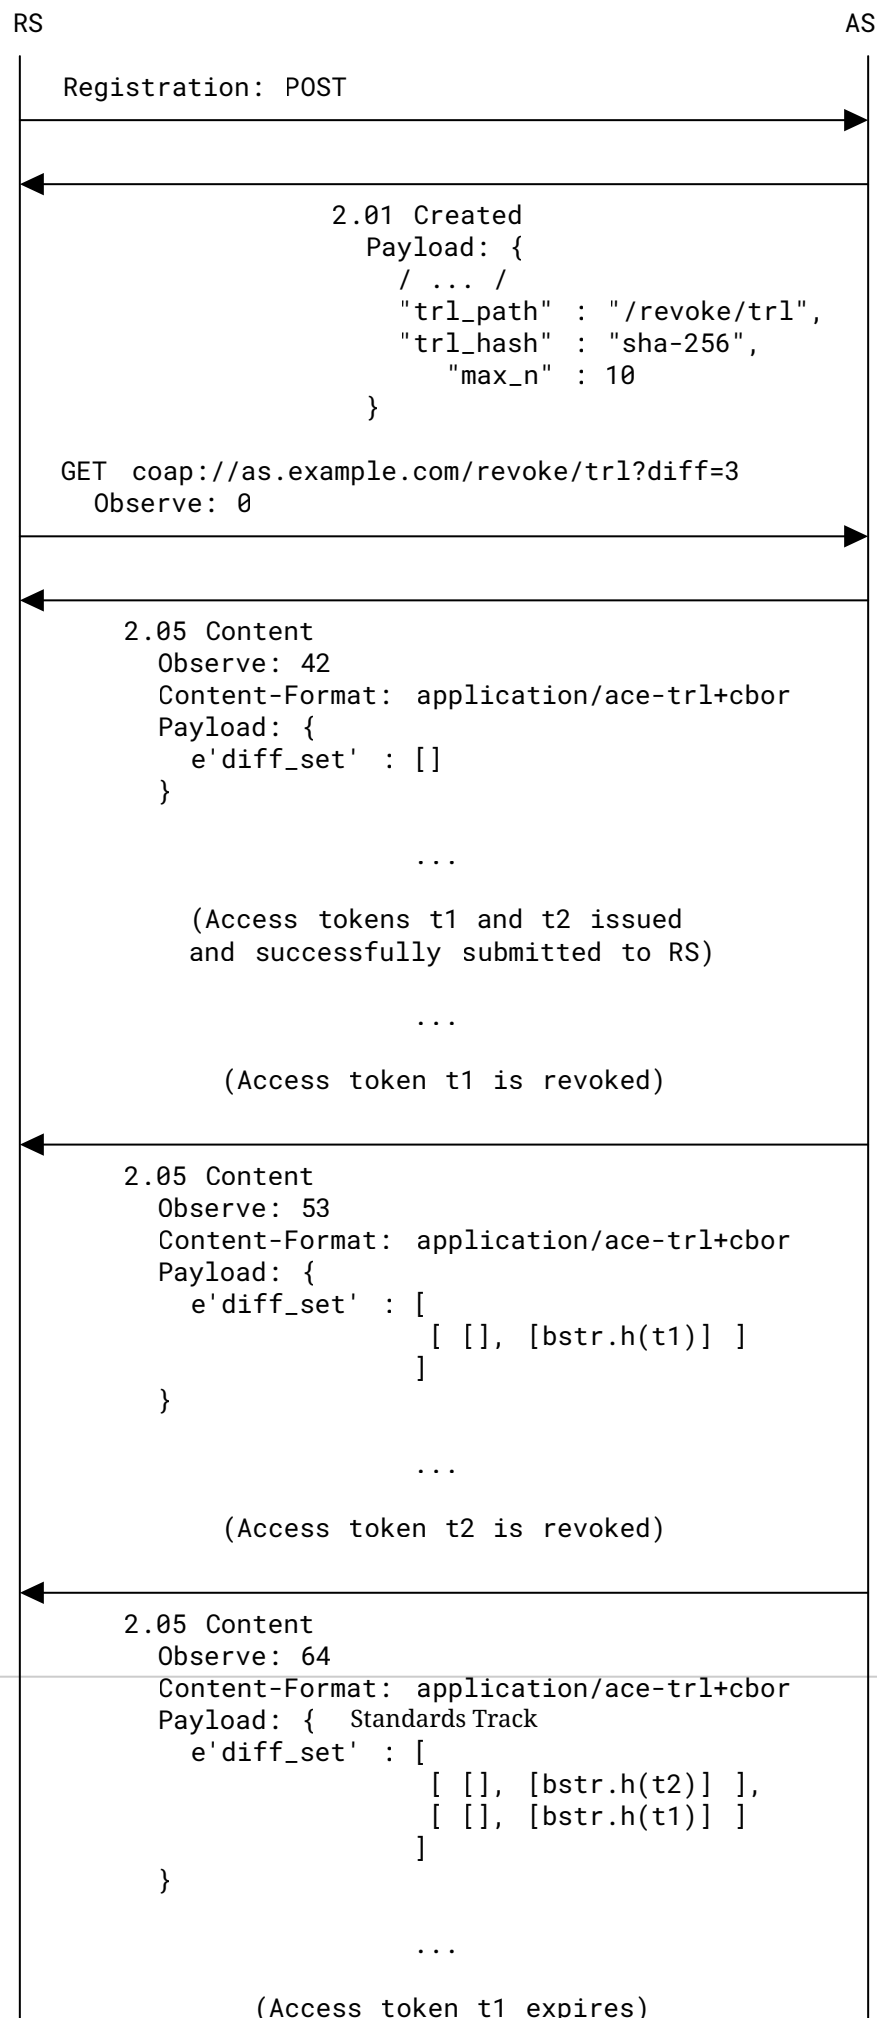 RS AS
Registration: POST
2.01 Created
Payload: {
/ ... /
"trl_path" : "/revoke/trl",
"trl_hash" : "sha-256",
"max_n" : 10
}
GET coap://as.example.com/revoke/trl?diff=3
Observe: 0
2.05 Content
Observe: 42
Content-Format: application/ace-trl+cbor
Payload: {
e'diff_set' : []
}
...
(Access tokens t1 and t2 issued
and successfully submitted to RS)
...
(Access token t1 is revoked)
2.05 Content
Observe: 53
Content-Format: application/ace-trl+cbor
Payload: {
e'diff_set' : [
[ [], [bstr.h(t1)] ]
]
}
...
(Access token t2 is revoked)
2.05 Content
Observe: 64
Content-Format: application/ace-trl+cbor
Payload: { Standards Track
e'diff_set' : [
[ [], [bstr.h(t2)] ],
[ [], [bstr.h(t1)] ]
]
}
...
(Access token t1 expires)